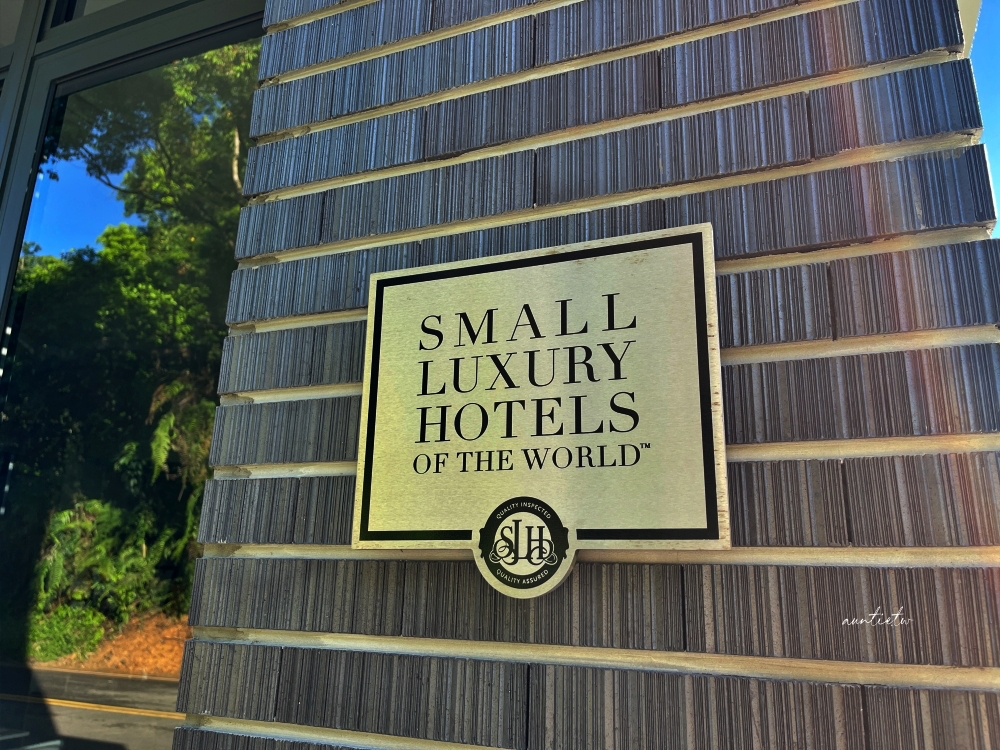 SMALL
LUXURY
HOTELS
OF THE WORLD™
QUALITY INSPECTED
SLH
QUALITY ASSURED
auntietw